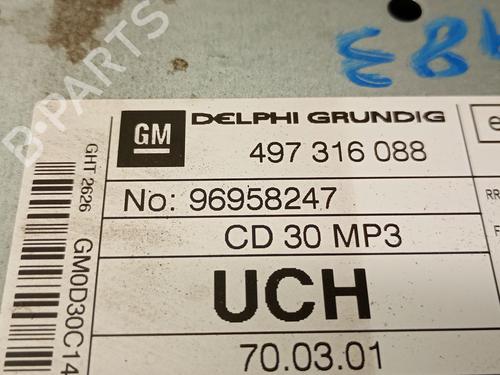 B-PARTS
E84
GM
DELPHI GRUNDIG
497 316 088
No: 96958247
CD 30 MP3
UCH
70.03.01
GHT 2626
GM0D30C14